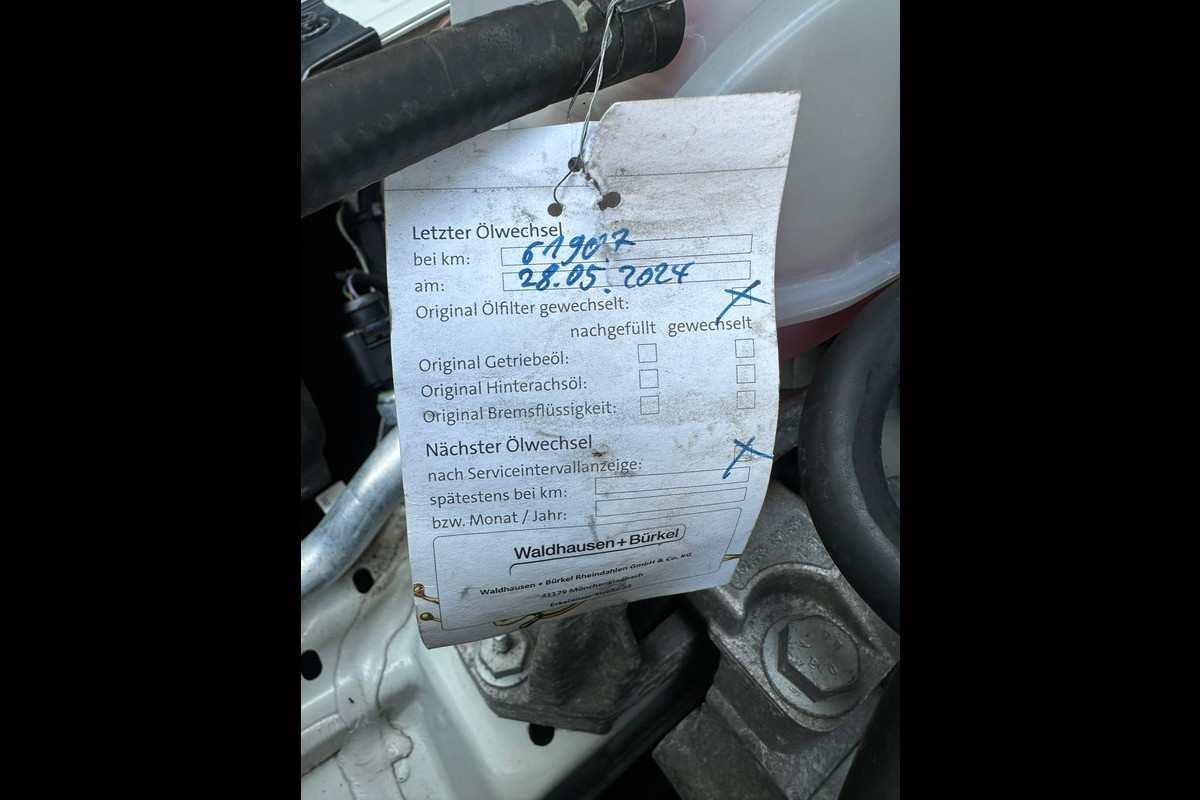 Letzter Ölwechsel
bei km: 61907
am: 28.05.2024
Original Ölfilter gewechselt:
nachgefüllt gewechselt
Original Getriebeöl:
Original Hinterachsöl:
Original Bremsflüssigkeit:
Nächster Ölwechsel
nach Serviceintervallanzeige:
spätestens bei km:
bzw. Monat / Jahr:
Waldhausen+Bürkel
Waldhausen + Bürkel Rheindahlen GmbH & Co. KG
41179 Mönchengladbach
Erkelenzer Straße